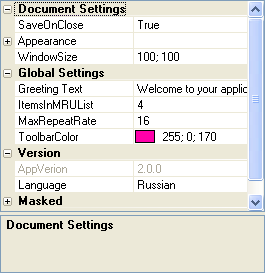 Document Settings
SaveOnClose True
Appearance
WindowSize 100; 100
Global Settings
Greeting Text Welcome to your applic
ItemsInMRUList 4
MaxRepeatRate 16
ToolbarColor 255; 0; 170
Version
AppVerion 2.0.0
Language Russian
Masked
Document Settings